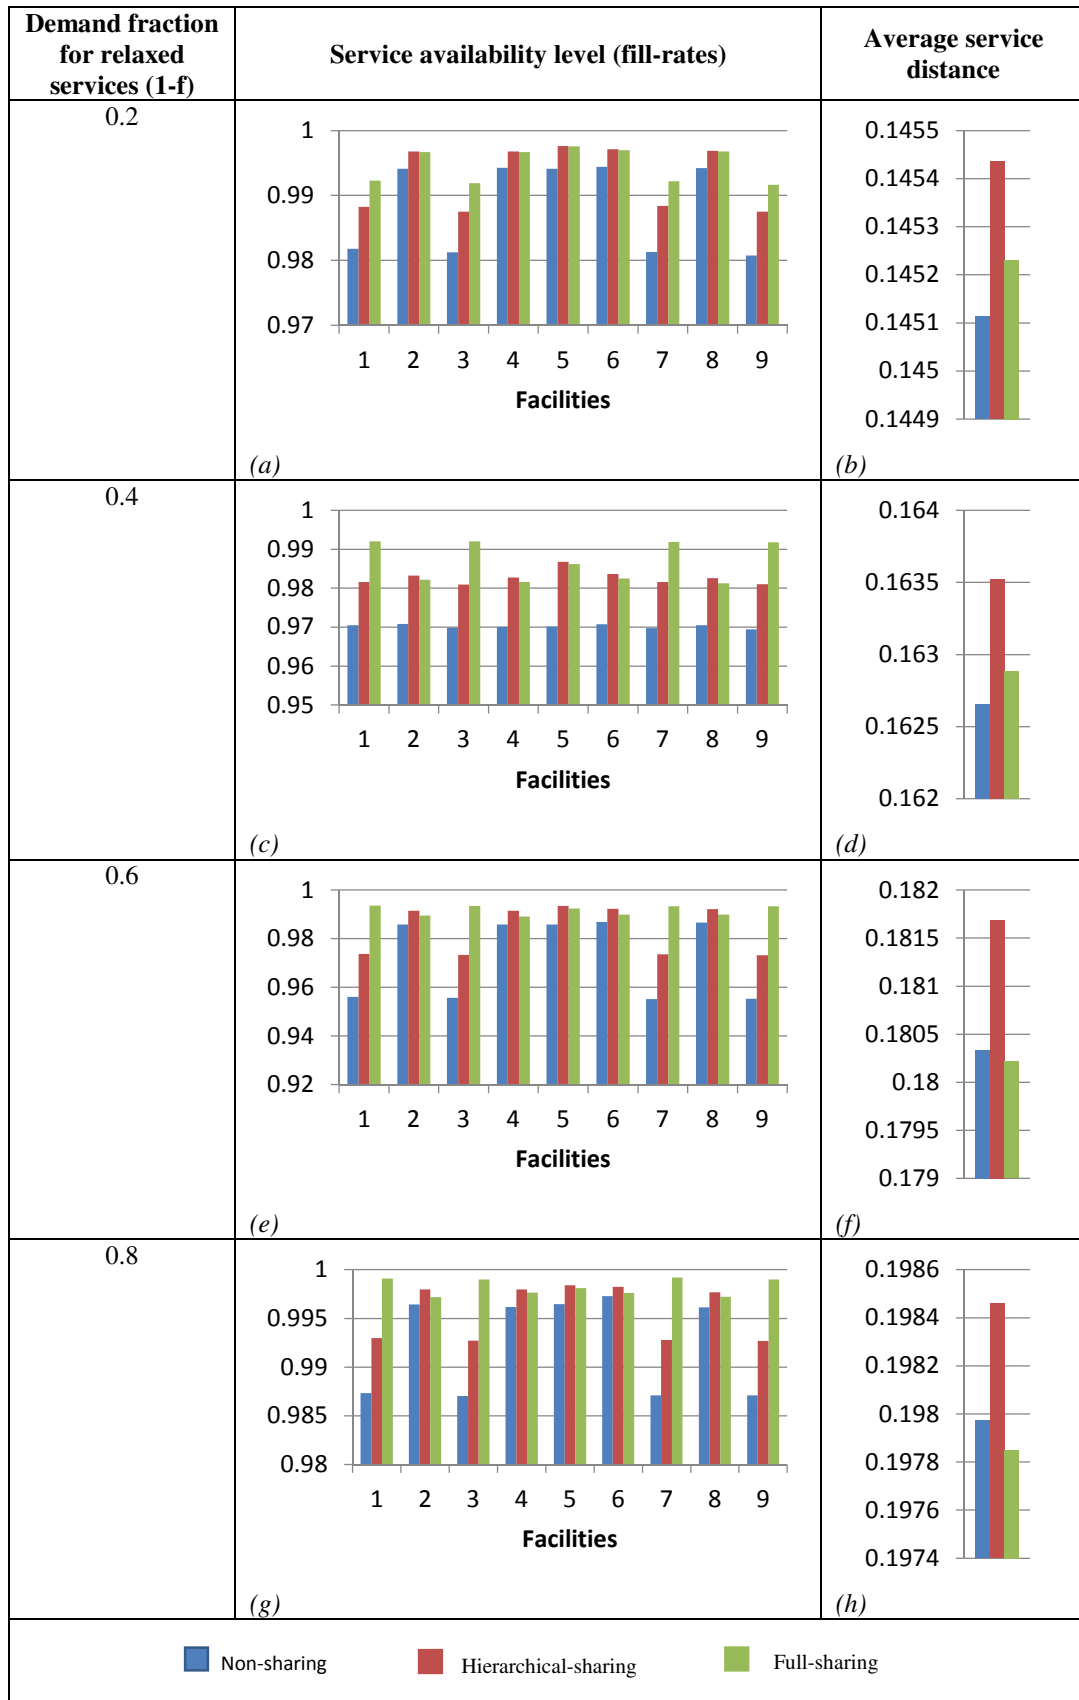 Demand fraction
for relaxed
services (1-f)
Service availability level (fill-rates)
Average service
distance
0.2
1
0.99
0.98
0.97
1 2 3 4 5 6 7 8 9
Facilities
(a)
0.1455
0.1454
0.1453
0.1452
0.1451
0.145
0.1449
(b)
0.4
1
0.99
0.98
0.97
0.96
0.95
1 2 3 4 5 6 7 8 9
Facilities
(c)
0.164
0.1635
0.163
0.1625
0.162
(d)
0.6
1
0.98
0.96
0.94
0.92
1 2 3 4 5 6 7 8 9
Facilities
(e)
0.182
0.1815
0.181
0.1805
0.18
0.1795
0.179
(f)
0.8
1
0.995
0.99
0.985
0.98
1 2 3 4 5 6 7 8 9
Facilities
(g)
0.1986
0.1984
0.1982
0.198
0.1978
0.1976
0.1974
(h)
Non-sharing Hierarchical-sharing Full-sharing